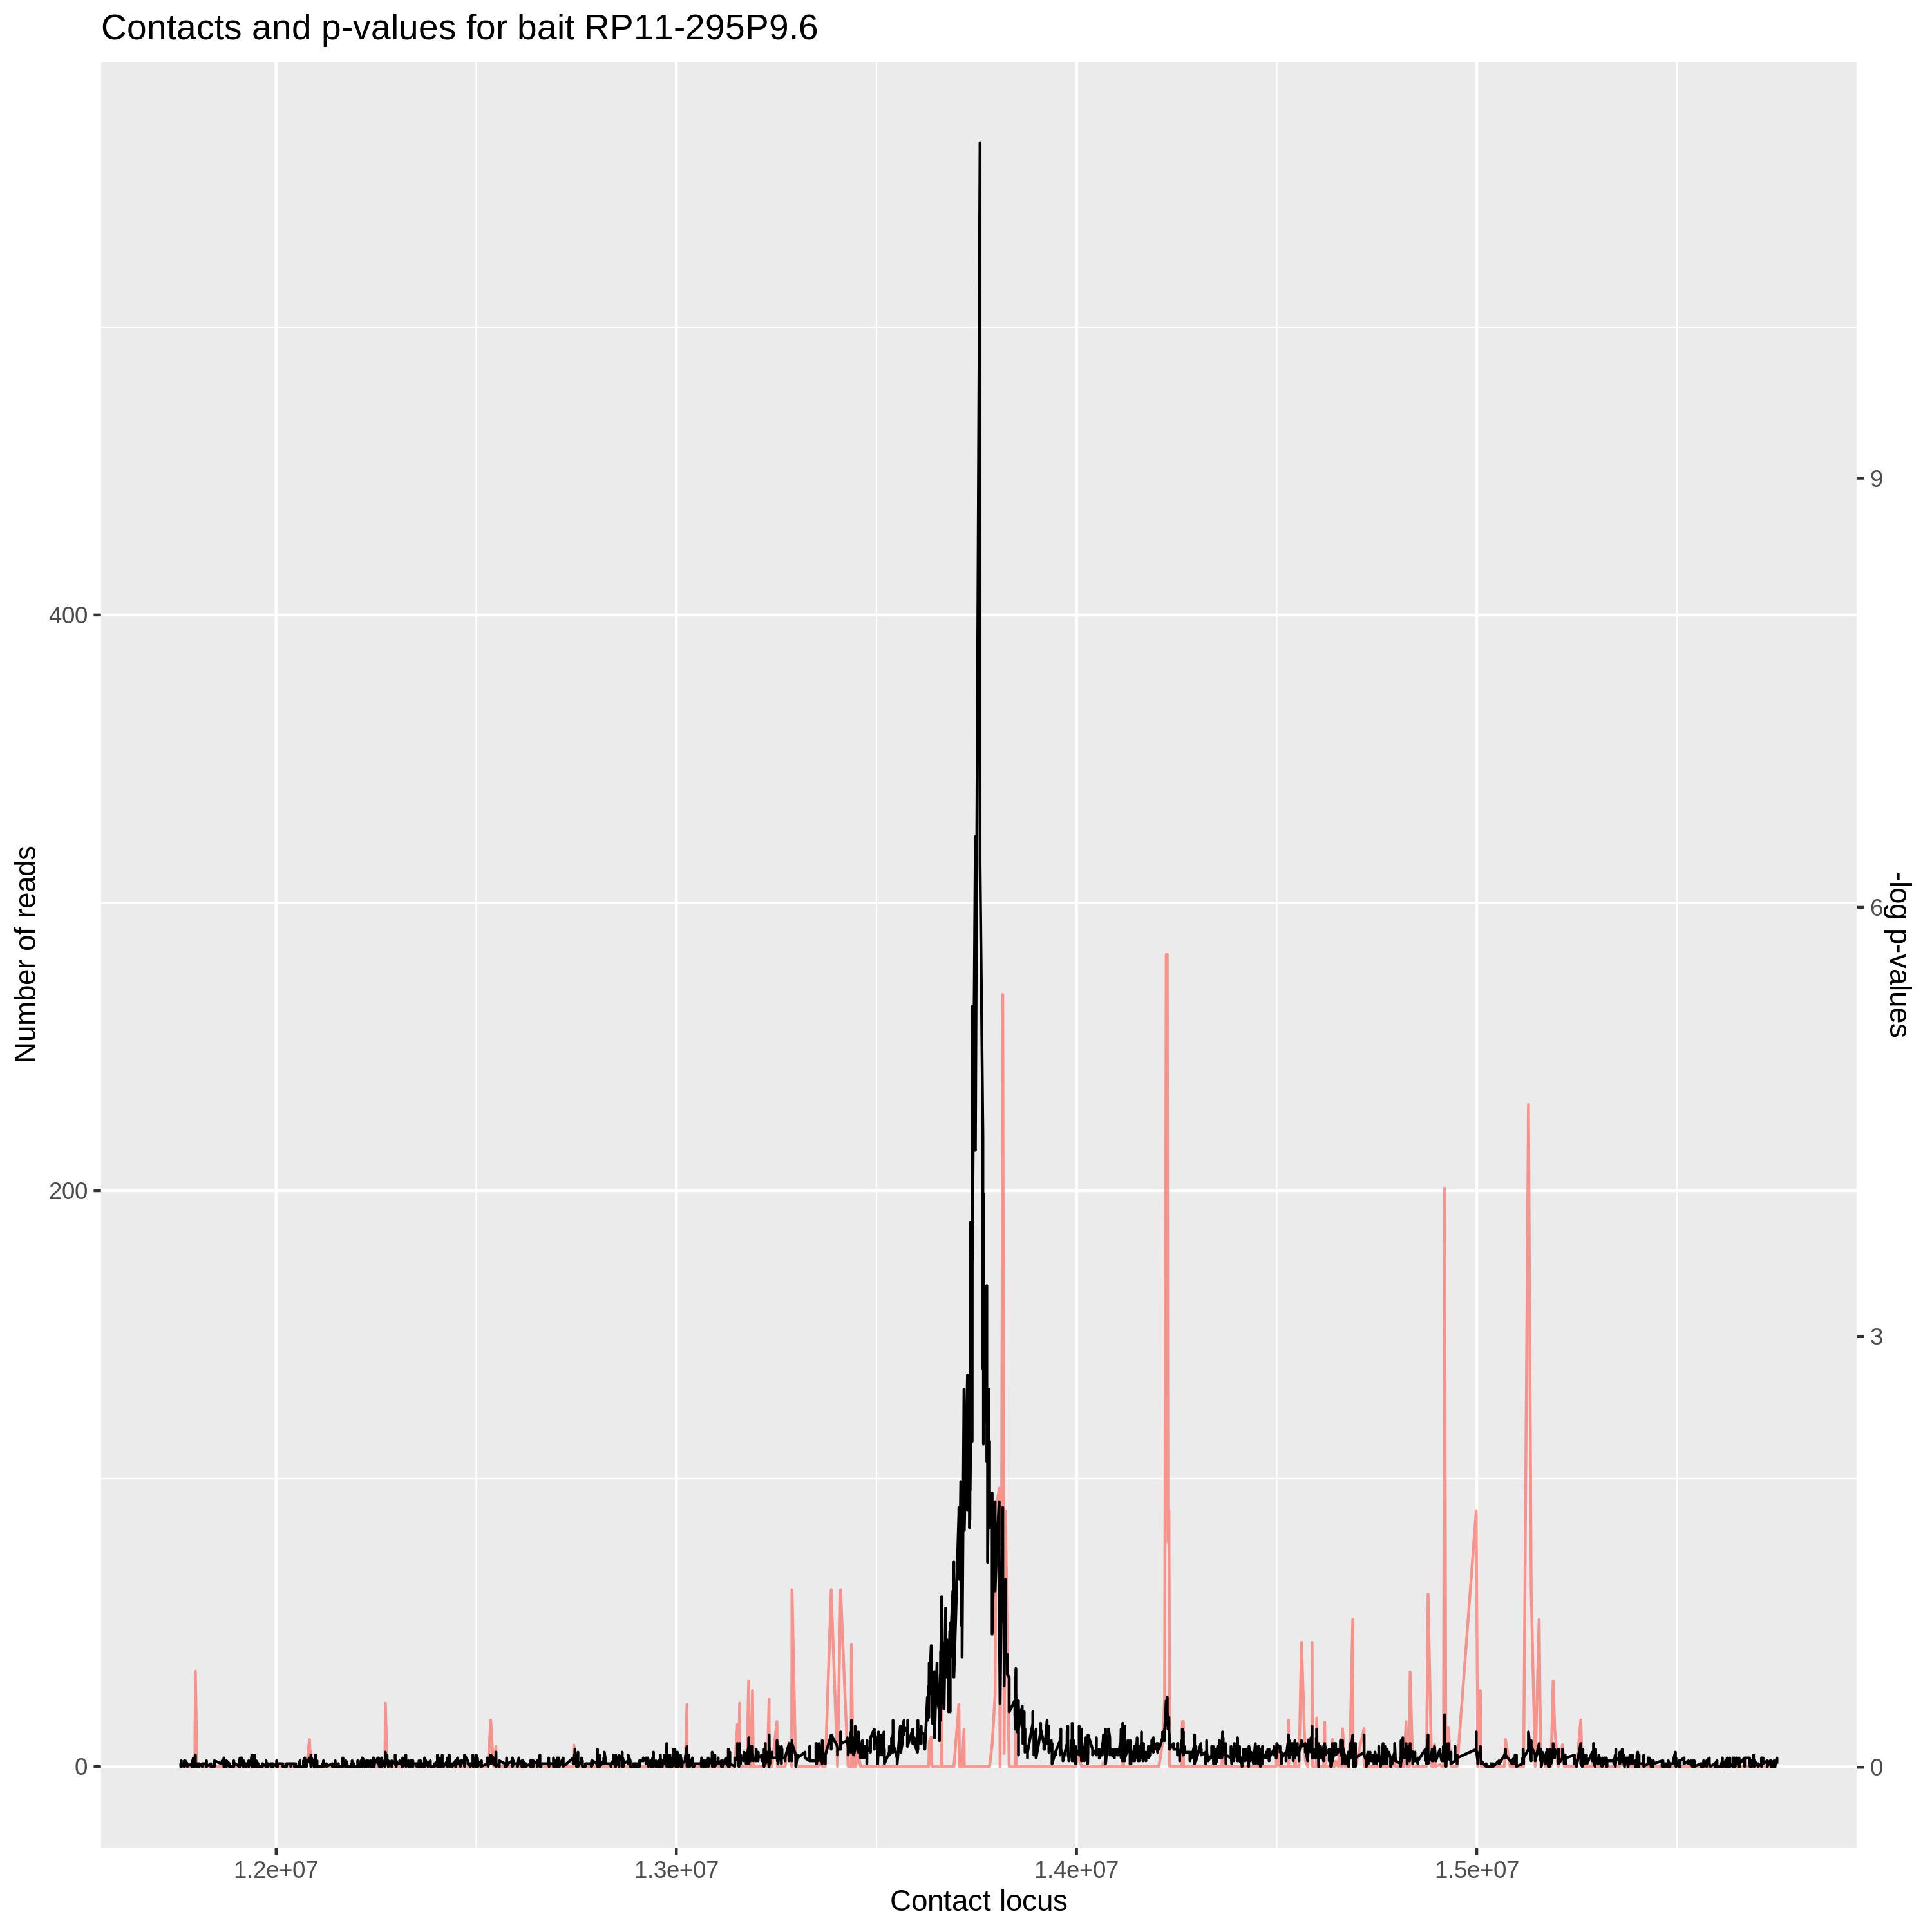 Contacts and p-values for bait RP11-295P9.6
Number of reads
400
200
0
9
6
3
0
-log p-values
1.2e+07
1.3e+07
1.4e+07
1.5e+07
Contact locus